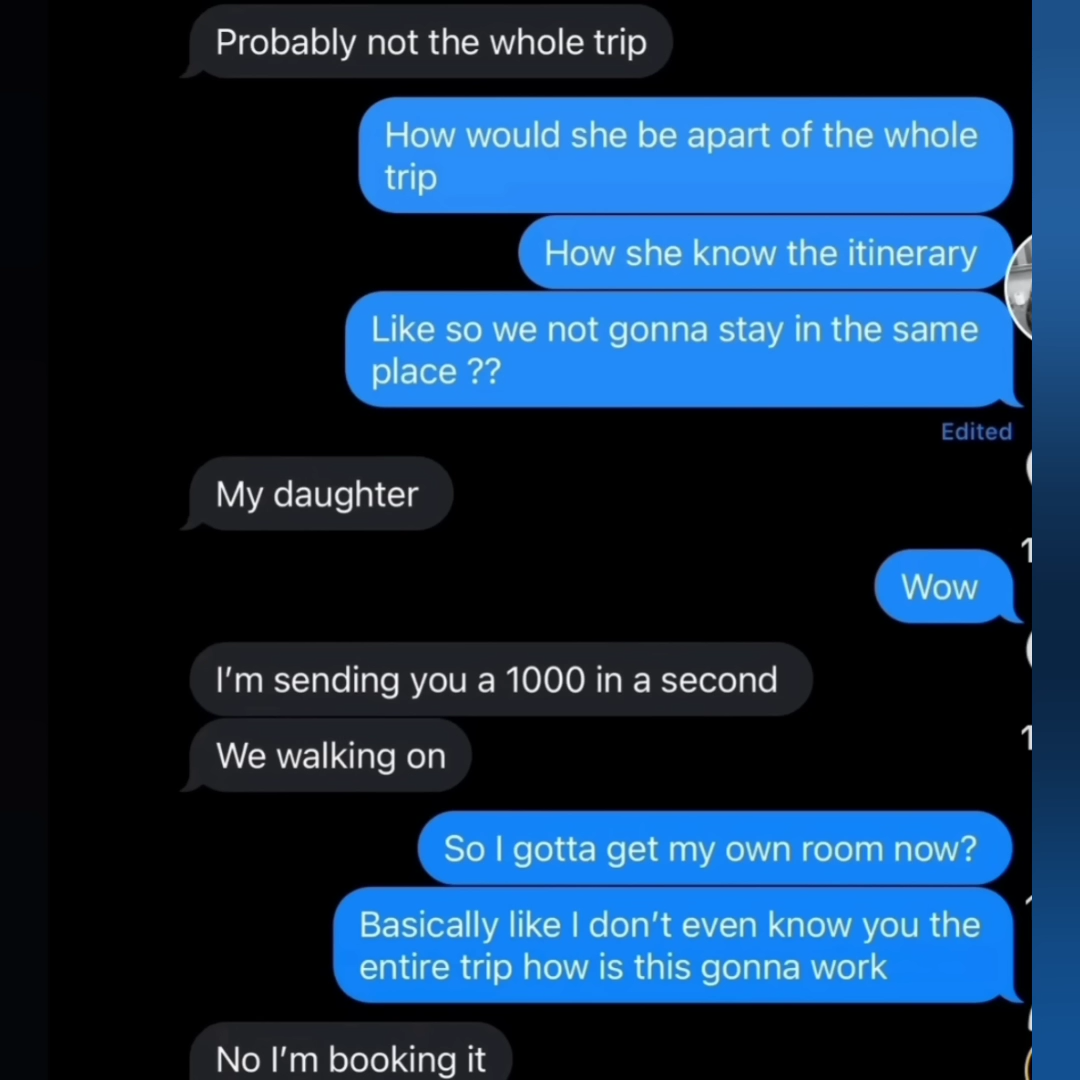 Probably not the whole trip
How would she be apart of the whole
trip
How she know the itinerary
Like so we not gonna stay in the same
place ??
Edited
My daughter
Wow
I'm sending you a 1000 in a second
We walking on
So I gotta get my own room now?
Basically like I don't even know you the
entire trip how is this gonna work
No I'm booking it